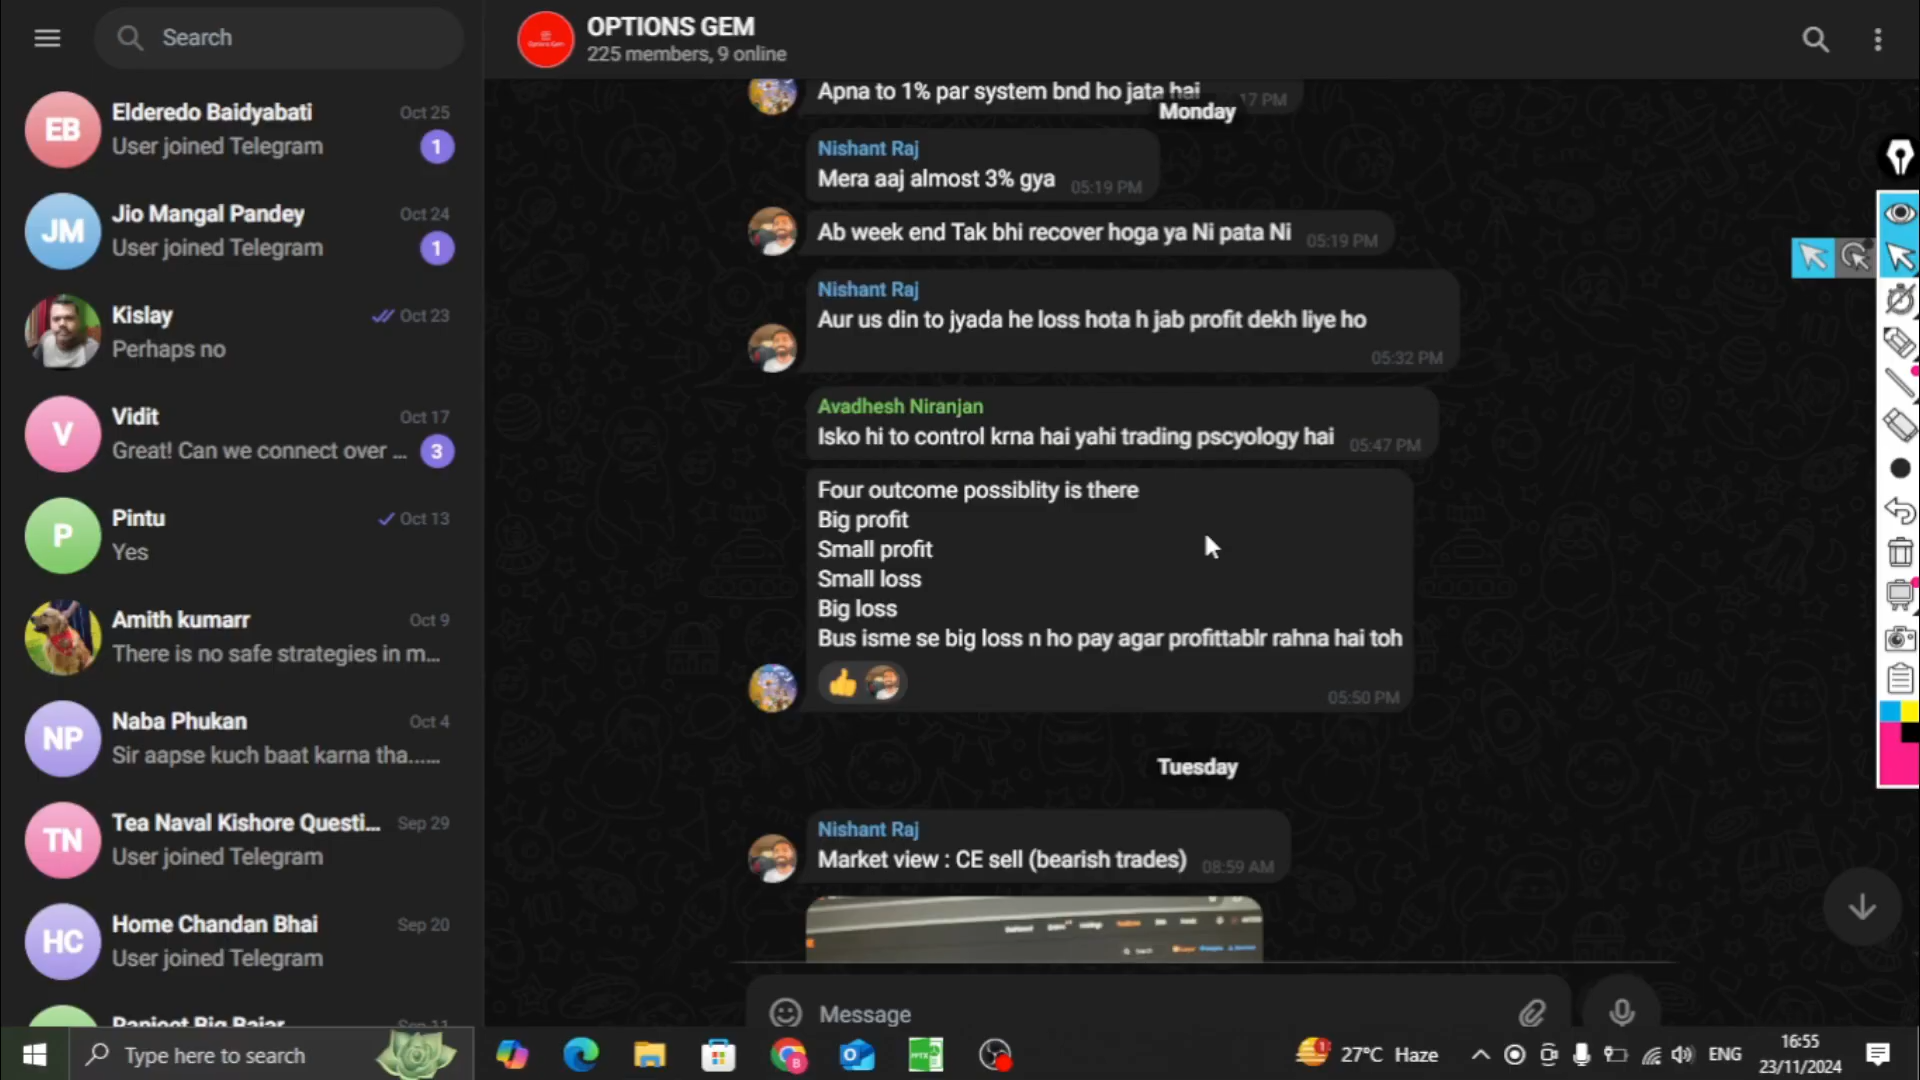 Search
EB
Elderedo Baidyabati
Oct 25
User joined Telegram
1
JM
Jio Mangal Pandey
Oct 24
User joined Telegram
1
Kislay
Oct 23
Perhaps no
V
Vidit
Oct 17
Great! Can we connect over ...
3
P
Pintu
Oct 13
Yes
Amith kumarr
Oct 9
There is no safe strategies in m...
NP
Naba Phukan
Oct 4
Sir aapse kuch baat karna tha......
TN
Tea Naval Kishore Questi...
Sep 29
User joined Telegram
HC
Home Chandan Bhai
Sep 20
User joined Telegram
Ranjeet Big Bajar
Sep 11
OPTIONS GEM
225 members, 9 online
Apna to 1% par system bnd ho jata hai
17 PM
Monday
Nishant Raj
Mera aaj almost 3% gya 05:19 PM
Ab week end Tak bhi recover hoga ya Ni pata Ni 05:19 PM
Nishant Raj
Aur us din to jyada he loss hota h jab profit dekh liye ho
05:32 PM
Avadhesh Niranjan
Isko hi to control krna hai yahi trading pscyology hai 05:47 PM
Four outcome possiblity is there
Big profit
Small profit
Small loss
Big loss
Bus isme se big loss n ho pay agar profittablr rahna hai toh
05:50 PM
Tuesday
Nishant Raj
Market view : CE sell (bearish trades) 08:59 AM
Message
Type here to search
27°C Haze
ENG
16:55
23/11/2024